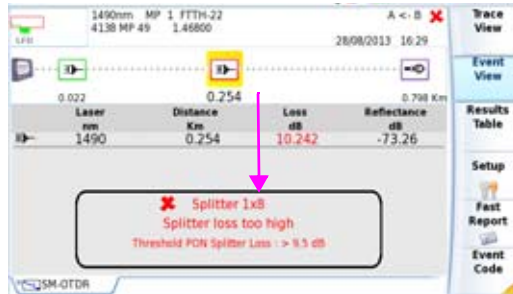 1490nm MP 1 FTTH-22 A <- B
413B MP 49 1.46800 28/08/2013 16:29
LFD
0.022 0.254 0.798 Km
Laser Distance Loss Reflectance
nm Km dB dB
1490 0.254 10.242 -73.26
Splitter 1x8
Splitter loss too high
Threshold PON Splitter Loss : > 9.5 dB
SM-OTDR
Trace
View
Event
View
Results
Table
Setup
Fast
Report
Event
Code